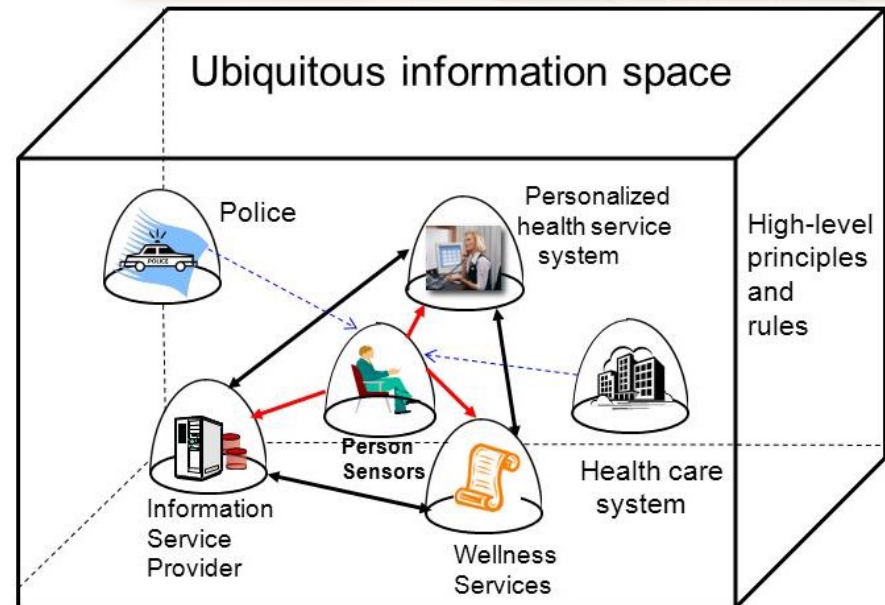 Ubiquitous information space
Police
POLICE
Personalized
health service
system
High-level
principles
and
rules
Person
Sensors
Information
Service
Provider
Wellness
Services
Health care
system